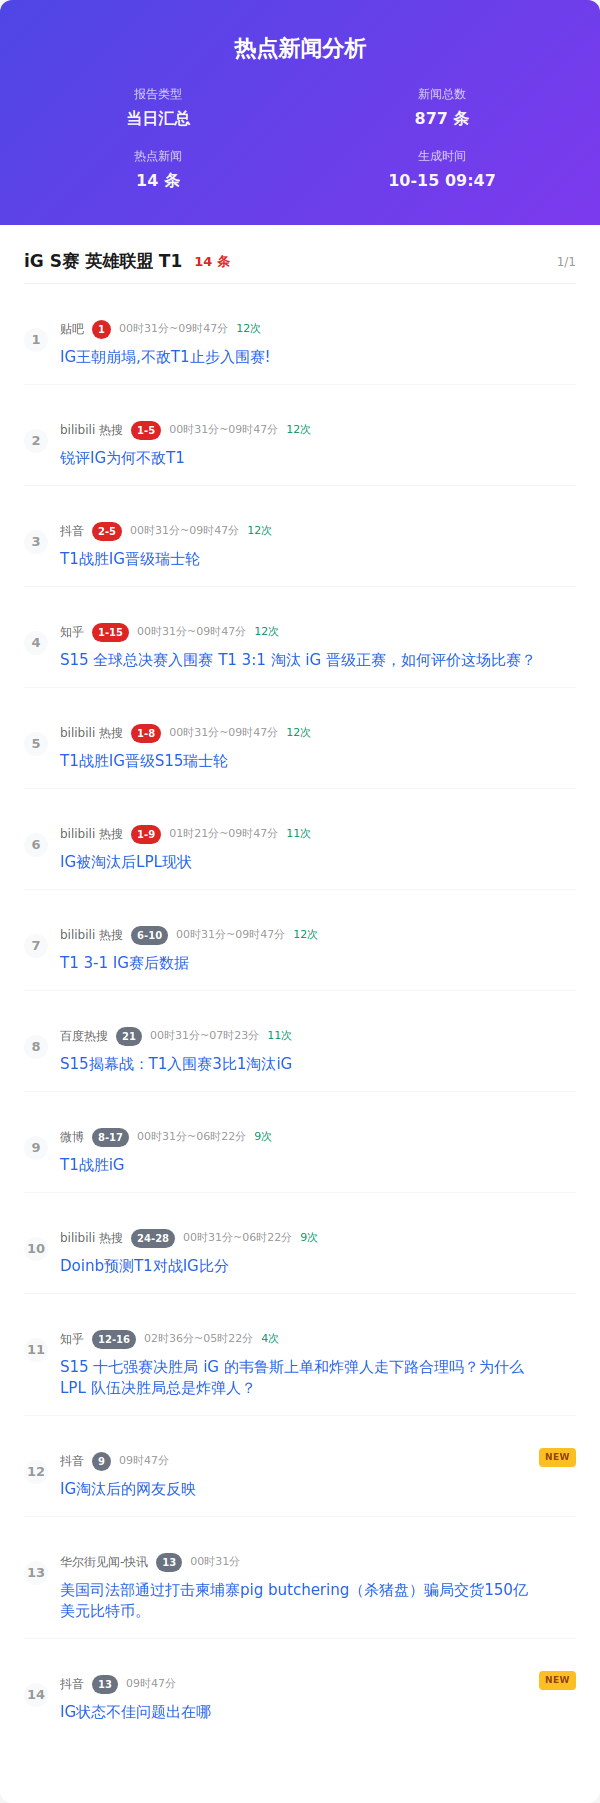 热点新闻分析
报告类型
新闻总数
当日汇总
877 条
热点新闻
生成时间
14 条
10-15 09:47
iG S赛 英雄联盟 T1 14 条 1/1
1
贴吧 1 00时31分~09时47分 12次
IG王朝崩塌,不敌T1止步入围赛!
2
bilibili 热搜 1-5 00时31分~09时47分 12次
锐评IG为何不敌T1
3
抖音 2-5 00时31分~09时47分 12次
T1战胜IG晋级瑞士轮
4
知乎 1-15 00时31分~09时47分 12次
S15 全球总决赛入围赛 T1 3:1 淘汰 iG 晋级正赛，如何评价这场比赛？
5
bilibili 热搜 1-8 00时31分~09时47分 12次
T1战胜IG晋级S15瑞士轮
6
bilibili 热搜 1-9 01时21分~09时47分 11次
IG被淘汰后LPL现状
7
bilibili 热搜 6-10 00时31分~09时47分 12次
T1 3-1 IG赛后数据
8
百度热搜 21 00时31分~07时23分 11次
S15揭幕战：T1入围赛3比1淘汰iG
9
微博 8-17 00时31分~06时22分 9次
T1战胜iG
10
bilibili 热搜 24-28 00时31分~06时22分 9次
Doinb预测T1对战IG比分
11
知乎 12-16 02时36分~05时22分 4次
S15 十七强赛决胜局 iG 的韦鲁斯上单和炸弹人走下路合理吗？为什么
LPL 队伍决胜局总是炸弹人？
12
抖音 9 09时47分 NEW
IG淘汰后的网友反映
13
华尔街见闻-快讯 13 00时31分
美国司法部通过打击柬埔寨pig butchering（杀猪盘）骗局交货150亿
美元比特币。
14
抖音 13 09时47分 NEW
IG状态不佳问题出在哪